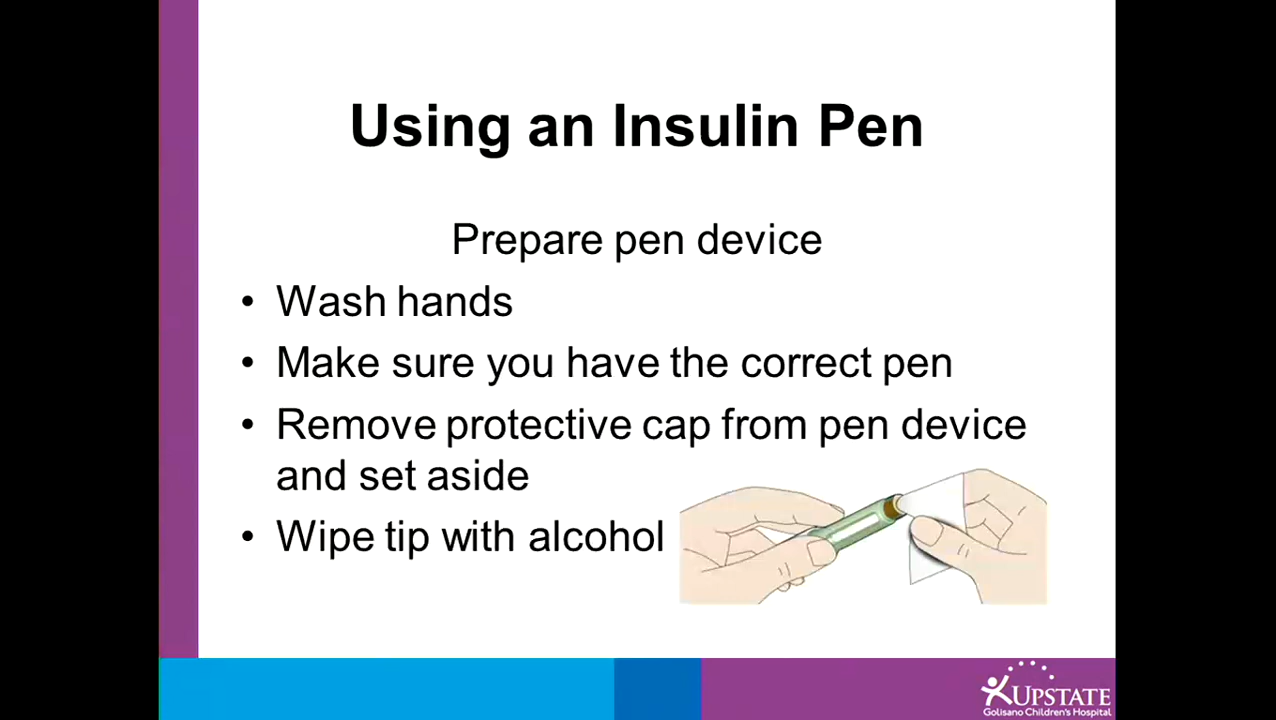 Using an Insulin Pen
Prepare pen device
• Wash hands
• Make sure you have the correct pen
• Remove protective cap from pen device
and set aside
• Wipe tip with alcohol
UPSTATE
Golisano Children's Hospital